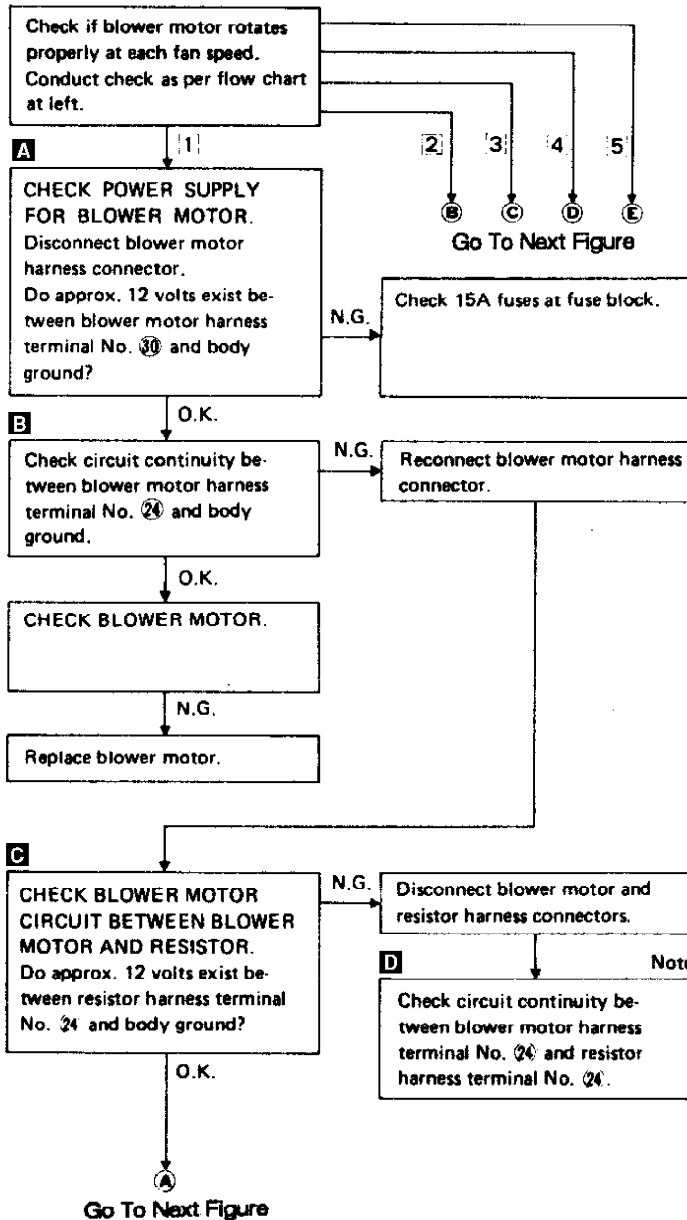 Check if blower motor rotates
properly at each fan speed.
Conduct check as per flow chart
at left.
1
2
3
4
5
B
C
D
E
Go To Next Figure
A
CHECK POWER SUPPLY
FOR BLOWER MOTOR.
Disconnect blower motor
harness connector.
Do approx. 12 volts exist be-
tween blower motor harness
terminal No. 30 and body
ground?
N.G.
Check 15A fuses at fuse block.
O.K.
B
Check circuit continuity be-
tween blower motor harness
terminal No. 24 and body
ground.
N.G.
Reconnect blower motor harness
connector.
O.K.
CHECK BLOWER MOTOR.
N.G.
Replace blower motor.
C
CHECK BLOWER MOTOR
CIRCUIT BETWEEN BLOWER
MOTOR AND RESISTOR.
Do approx. 12 volts exist be-
tween resistor harness terminal
No. 24 and body ground?
N.G.
Disconnect blower motor and
resistor harness connectors.
D
Note
Check circuit continuity be-
tween blower motor harness
terminal No. 24 and resistor
harness terminal No. 24.
O.K.
A
Go To Next Figure